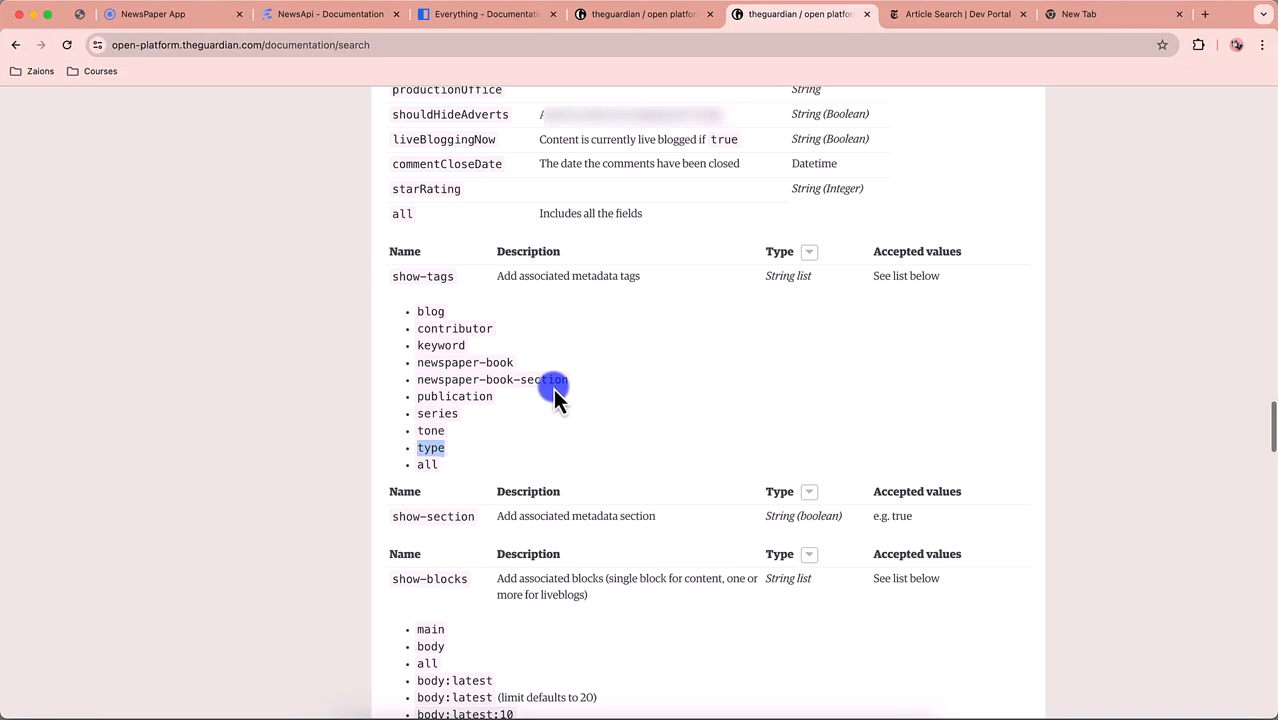 NewsPaper App
NewsApi - Documentation
Everything - Documentati
theguardian / open platfor
theguardian / open platfor
Article Search | Dev Portal
New Tab
open-platform.theguardian.com/documentation/search
Zaions
Courses
productionOffice String
shouldHideAdverts String (Boolean)
liveBloggingNow Content is currently live blogged if true String (Boolean)
commentCloseDate The date the comments have been closed Datetime
starRating String (Integer)
all Includes all the fields
Name Description Type Accepted values
show-tags Add associated metadata tags String list See list below
• blog
• contributor
• keyword
• newspaper-book
• newspaper-book-section
• publication
• series
• tone
• type
• all
Name Description Type Accepted values
show-section Add associated metadata section String (boolean) e.g. true
Name Description Type Accepted values
show-blocks Add associated blocks (single block for content, one or String list See list below
more for liveblogs)
• main
• body
• all
• body:latest
• body:latest (limit defaults to 20)
• body:latest:10